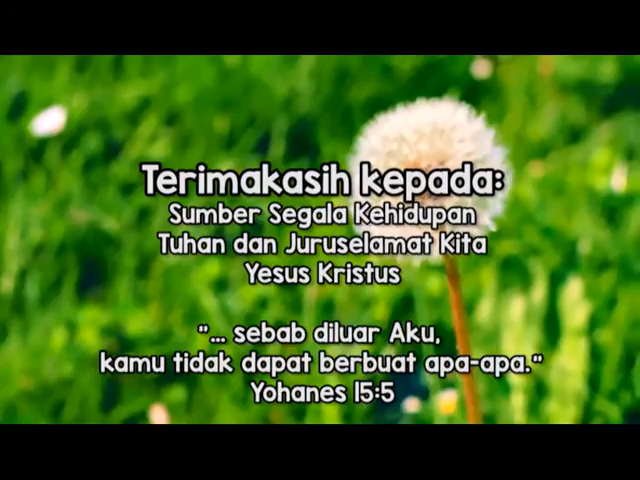 Terimakasih kepada:
Sumber Segala Kehidupan
Tuhan dan Juruselamat Kita
Yesus Kristus
"... sebab diluar Aku,
kamu tidak dapat berbuat apa-apa."
Yohanes 15:5